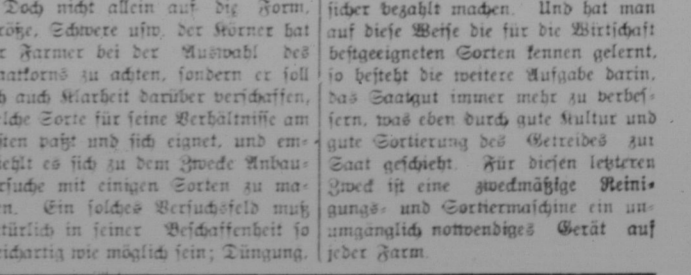 Doch nicht allein auf die Form,
röße, Schwere usw. der Körner hat
r Farmer bei der Auswahl des
aatkorns zu achten, sondern er soll
h auch Klarheit darüber verschaffen,
elche Sorte für seine Verhältnisse am
sten paßt und sich eignet, und em-
iehlt es sich zu dem Zwecke Anbau-
rsuche mit einigen Sorten zu ma-
en. Ein solches Versuchsfeld muß
türlich in seiner Beschaffenheit so
eichartig wie möglich sein; Düngung,
sicher bezahlt machen. Und hat man
auf diese Weise die für die Wirtschaft
bestgeeigneten Sorten kennen gelernt,
so besteht die weitere Aufgabe darin,
das Saatgut immer mehr zu verbes-
sern, was eben durch gute Kultur und
gute Sortierung des Getreides zur
Saat geschieht. Für diesen letzteren
Zweck ist eine zweckmäßige Reini-
gungs- und Sortiermaschine ein un-
umgänglich notwendiges Gerät auf
jeder Farm.